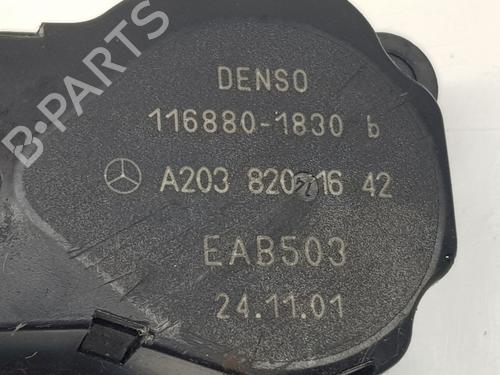 DENSO
116880-1830 b
A203 820 16 42
EAB503
24.11.01
B-PARTS